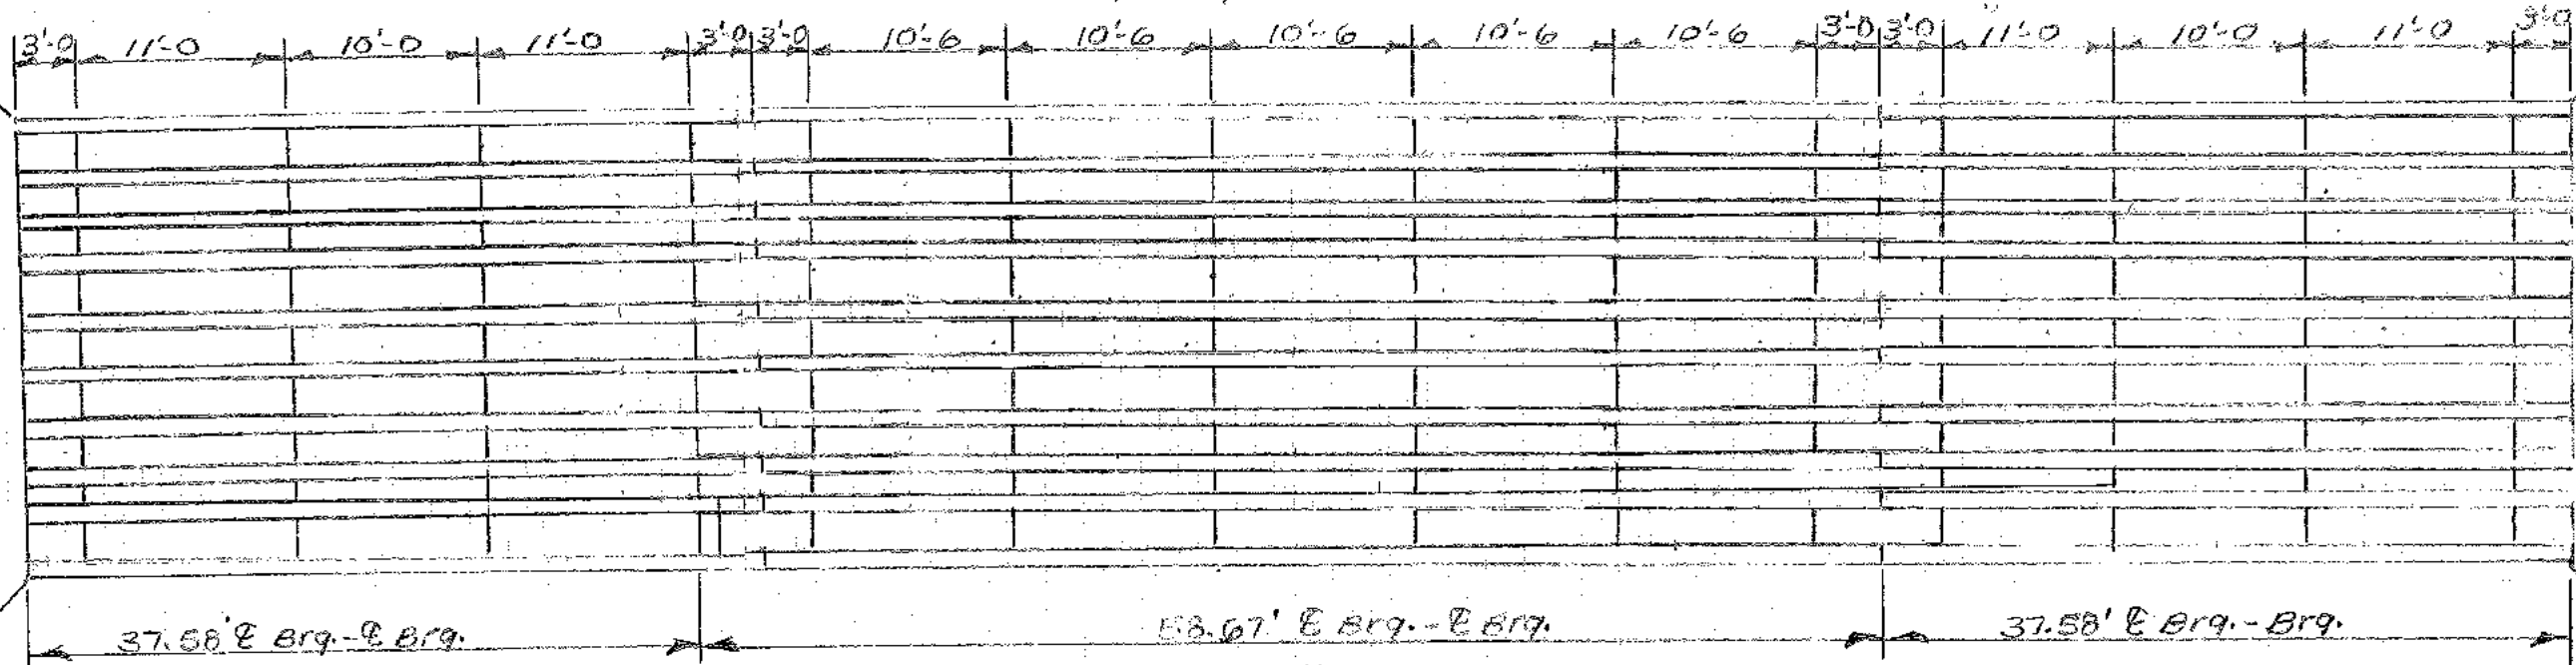 3'-0 11'-0 10'-0 11'-0 3'-0 3'-0 10'-6 10'-6 10'-6 10'-6 10'-6 3'-0 3'-0 11'-0 10'-0 11'-0 3'-0
37.58' ℄ Brg.-℄ Brg. 58.67' ℄ Brg.-℄ Brg. 37.58' ℄ Brg.-Brg.